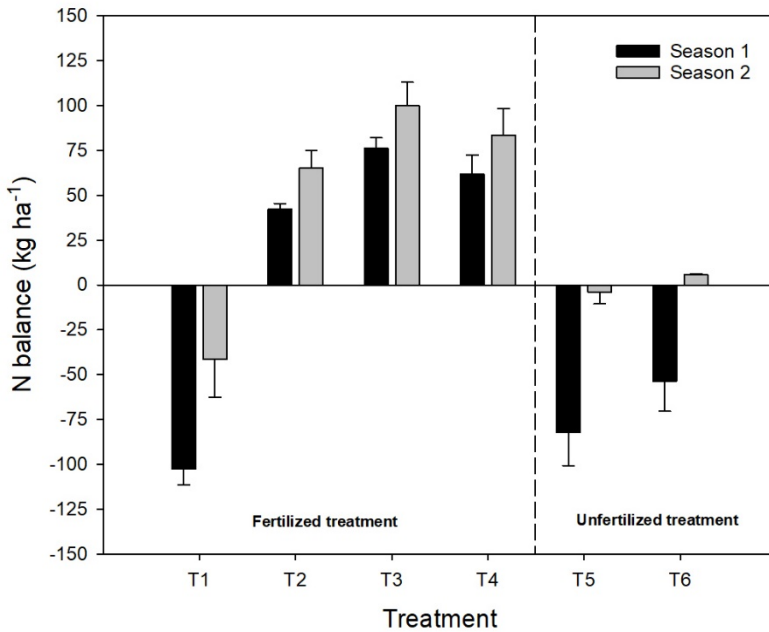 150
125
100
75
50
25
0
-25
-50
-75
-100
-125
-150
N balance (kg ha⁻¹)
Season 1
Season 2
Fertilized treatment
Unfertilized treatment
T1 T2 T3 T4 T5 T6
Treatment